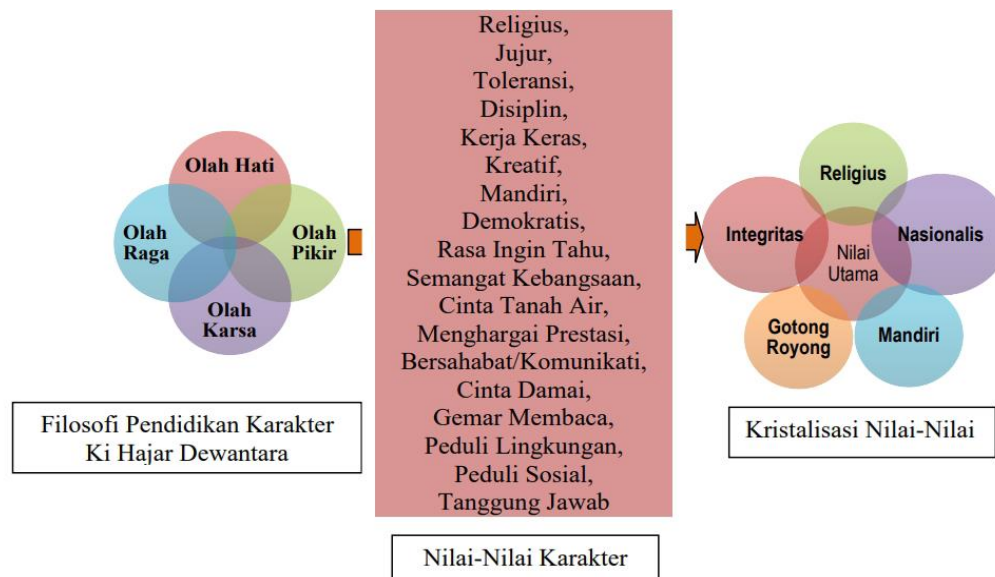 Olah Hati
Olah
Raga
Olah
Pikir
Olah
Karsa
Filosofi Pendidikan Karakter
Ki Hajar Dewantara
Religius,
Jujur,
Toleransi,
Disiplin,
Kerja Keras,
Kreatif,
Mandiri,
Demokratis,
Rasa Ingin Tahu,
Semangat Kebangsaan,
Cinta Tanah Air,
Menghargai Prestasi,
Bersahabat/Komunikati,
Cinta Damai,
Gemar Membaca,
Peduli Lingkungan,
Peduli Sosial,
Tanggung Jawab
Nilai-Nilai Karakter
Religius
Integritas
Nilai
Utama
Nasionalis
Gotong
Royong
Mandiri
Kristalisasi Nilai-Nilai